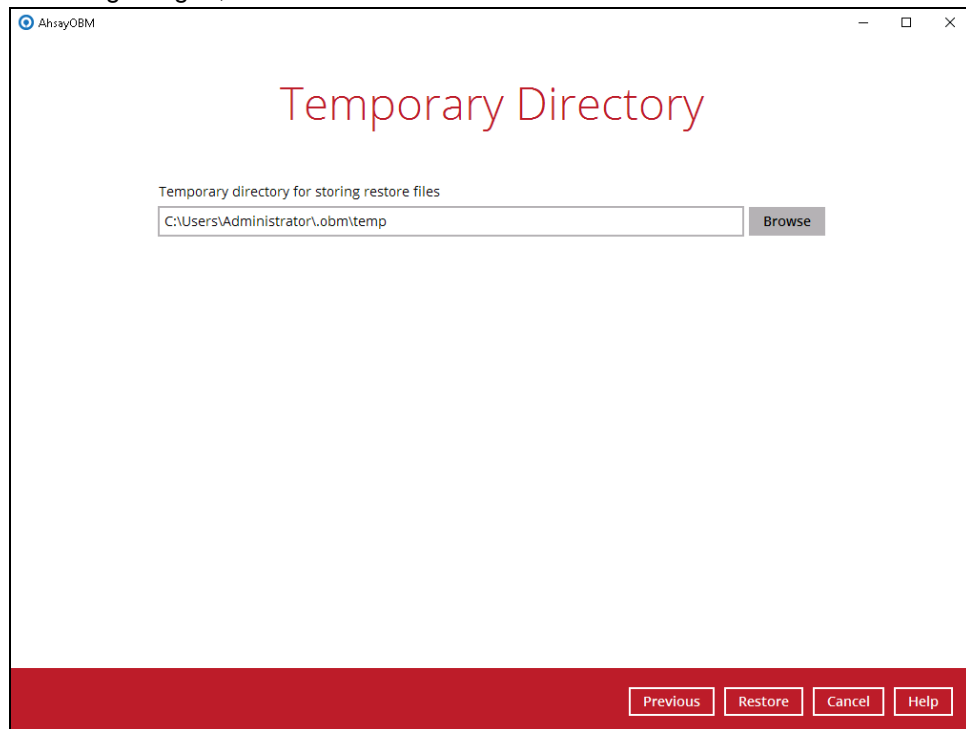 AhsayOBM
Temporary Directory
Temporary directory for storing restore files
C:\Users\Administrator\.obm\temp
Browse
Previous Restore Cancel Help